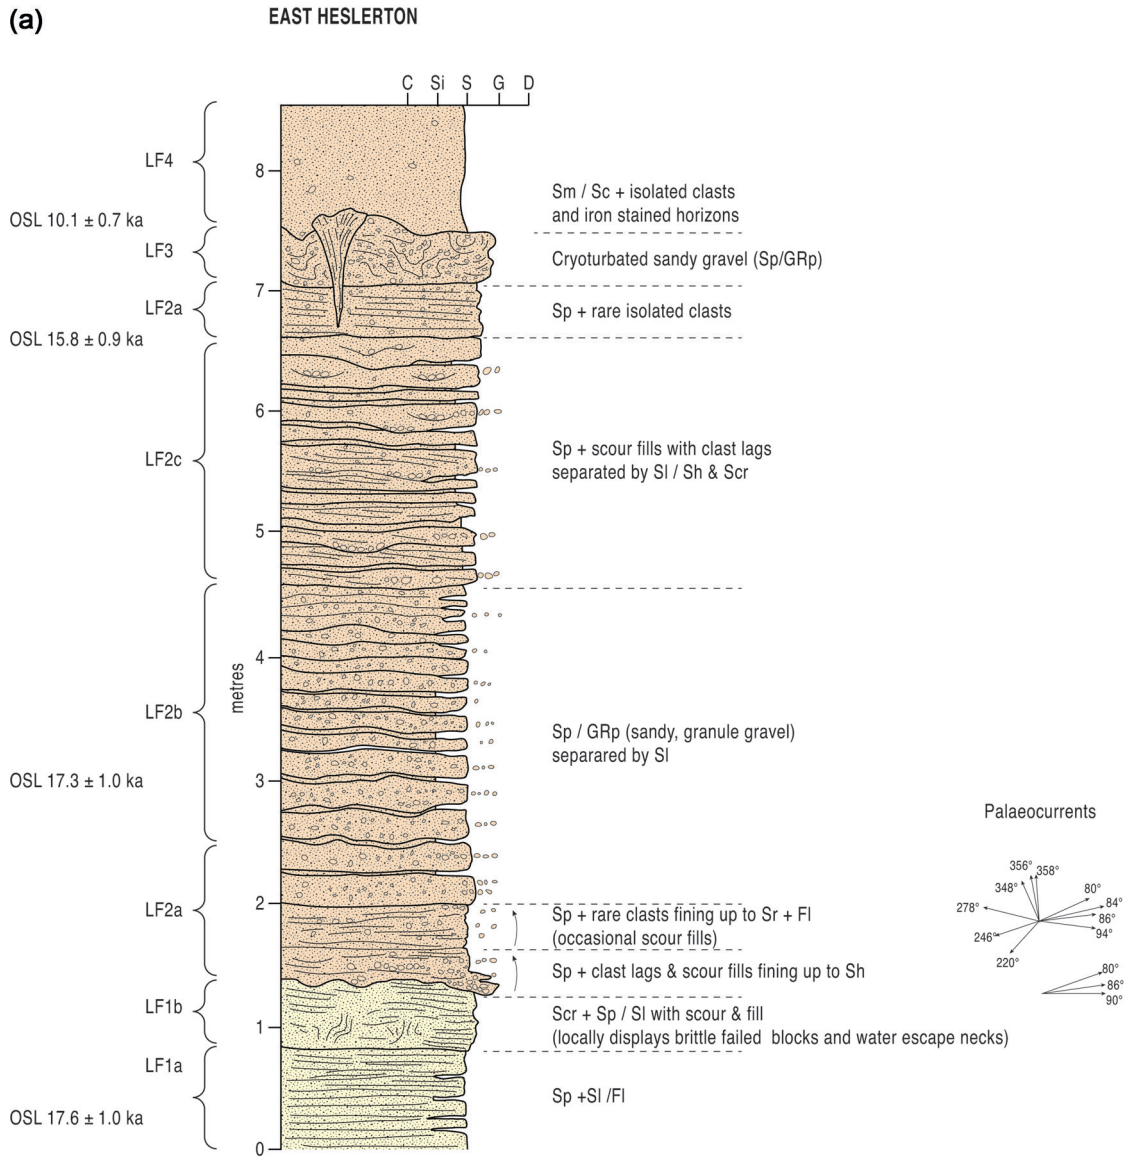 (a)
EAST HESLERTON
C Si S G D
LF4
8
Sm / Sc + isolated clasts
and iron stained horizons
OSL 10.1 ± 0.7 ka
LF3
Cryoturbated sandy gravel (Sp/GRp)
7
LF2a
Sp + rare isolated clasts
OSL 15.8 ± 0.9 ka
6
LF2c
Sp + scour fills with clast lags
separated by Sl / Sh & Scr
5
4
metres
LF2b
Sp / GRp (sandy, granule gravel)
separared by Sl
OSL 17.3 ± 1.0 ka
3
2
LF2a
Sp + rare clasts fining up to Sr + Fl
(occasional scour fills)
Sp + clast lags & scour fills fining up to Sh
LF1b
1
Scr + Sp / Sl with scour & fill
(locally displays brittle failed blocks and water escape necks)
LF1a
Sp +Sl /Fl
OSL 17.6 ± 1.0 ka
0
Palaeocurrents
356°
358°
348°
80°
278°
84°
86°
246°
94°
220°
80°
86°
90°